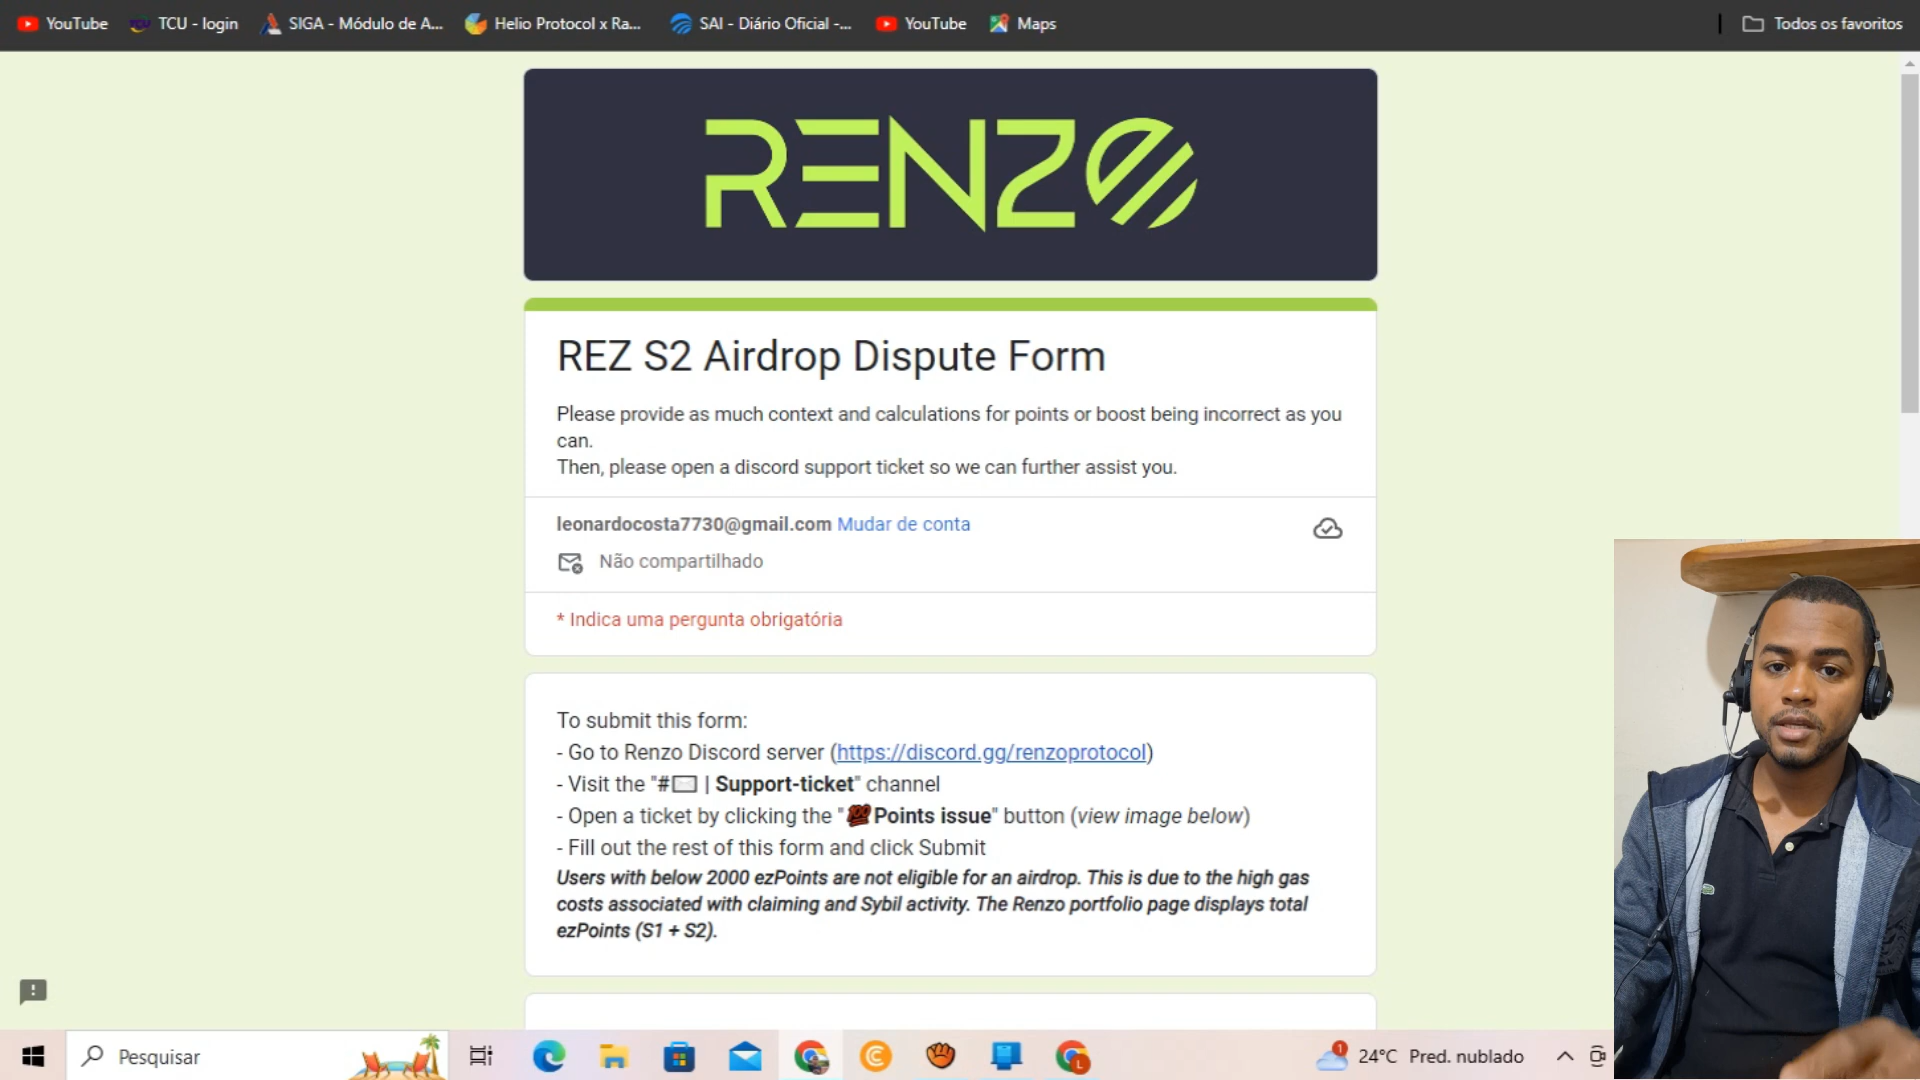 YouTube TCU - login SIGA - Módulo de A... Helio Protocol x Ra... SAI - Diário Oficial -... YouTube Maps Todos os favoritos
RENZO
REZ S2 Airdrop Dispute Form
Please provide as much context and calculations for points or boost being incorrect as you
can.
Then, please open a discord support ticket so we can further assist you.
leonardocosta7730@gmail.com Mudar de conta
Não compartilhado
* Indica uma pergunta obrigatória
To submit this form:
- Go to Renzo Discord server (https://discord.gg/renzoprotocol)
- Visit the "#✉️ | Support-ticket" channel
- Open a ticket by clicking the "💯Points issue" button (view image below)
- Fill out the rest of this form and click Submit
Users with below 2000 ezPoints are not eligible for an airdrop. This is due to the high gas
costs associated with claiming and Sybil activity. The Renzo portfolio page displays total
ezPoints (S1 + S2).
Pesquisar
1 24°C Pred. nublado